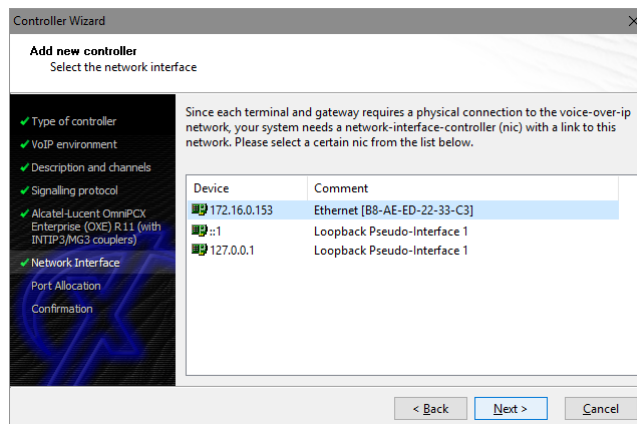 Controller Wizard
Add new controller
Select the network interface
Type of controller
VoIP environment
Description and channels
Signalling protocol
Alcatel-Lucent OmniPCX
Enterprise (OXE) R11 (with
INTIP3/MG3 couplers)
Network Interface
Port Allocation
Confirmation
Since each terminal and gateway requires a physical connection to the voice-over-ip
network, your system needs a network-interface-controller (nic) with a link to this
network. Please select a certain nic from the list below.
Device Comment
172.16.0.153 Ethernet [B8-AE-ED-22-33-C3]
::1 Loopback Pseudo-Interface 1
127.0.0.1 Loopback Pseudo-Interface 1
< Back Next > Cancel